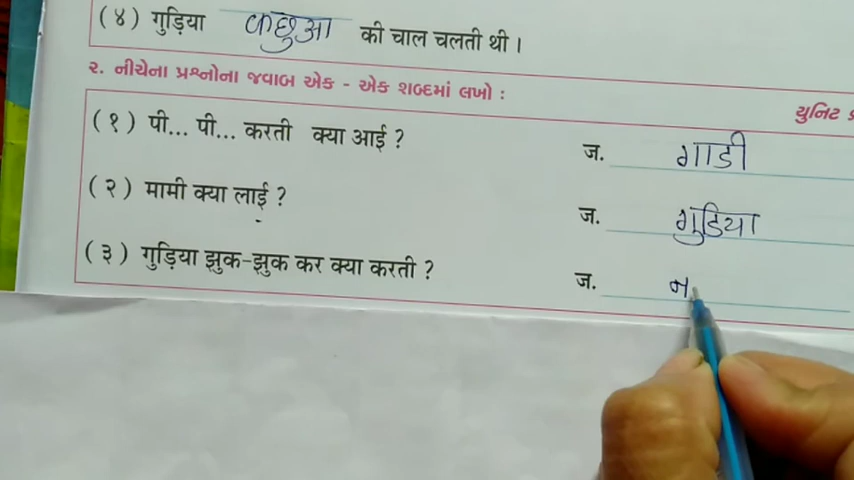 (४) गुड़िया कछुआ की चाल चलती थी।
२. નીચેના પ્રશ્નોના જવાબ એક - એક શબ્દમાં લખો :
યુનિટ
(१) पी... पी... करती क्या आई ? ज. गाडी
(२) मामी क्या लाई ? ज. गुडिया
(३) गुड़िया झुक-झुक कर क्या करती ? ज. न